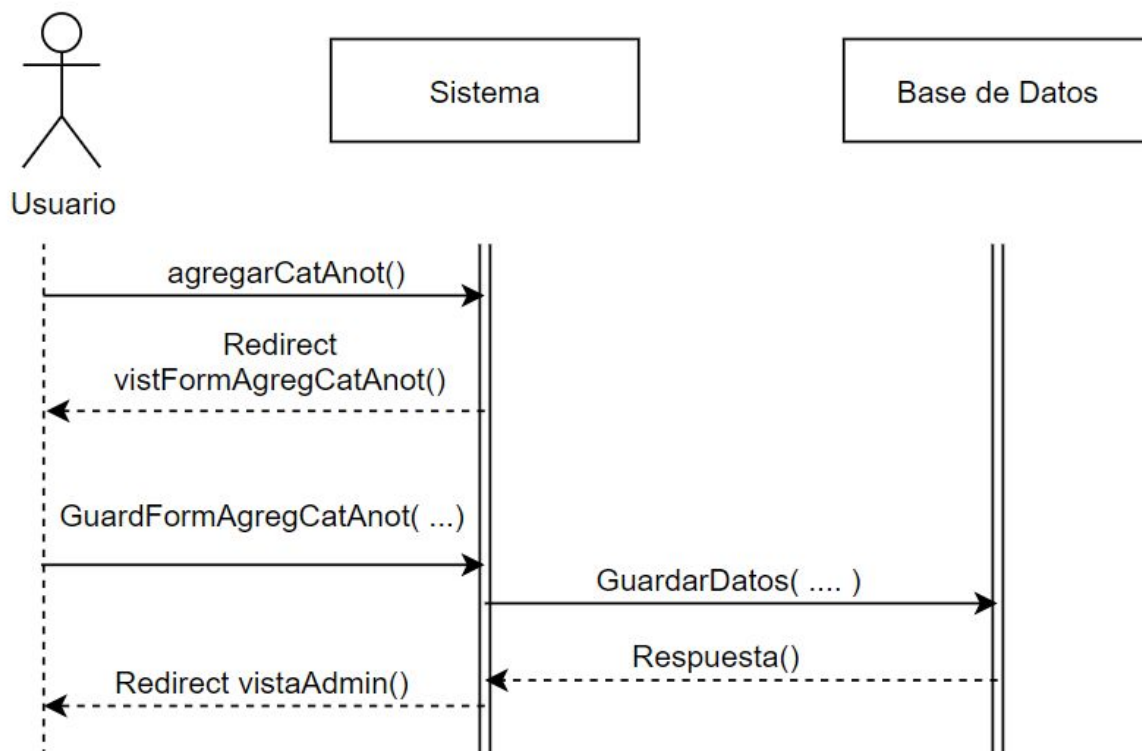 Sistema
Base de Datos
Usuario
agregarCatAnot()
Redirect
vistFormAgregCatAnot()
GuardFormAgregCatAnot( ...)
GuardarDatos( .... )
Respuesta()
Redirect vistaAdmin()